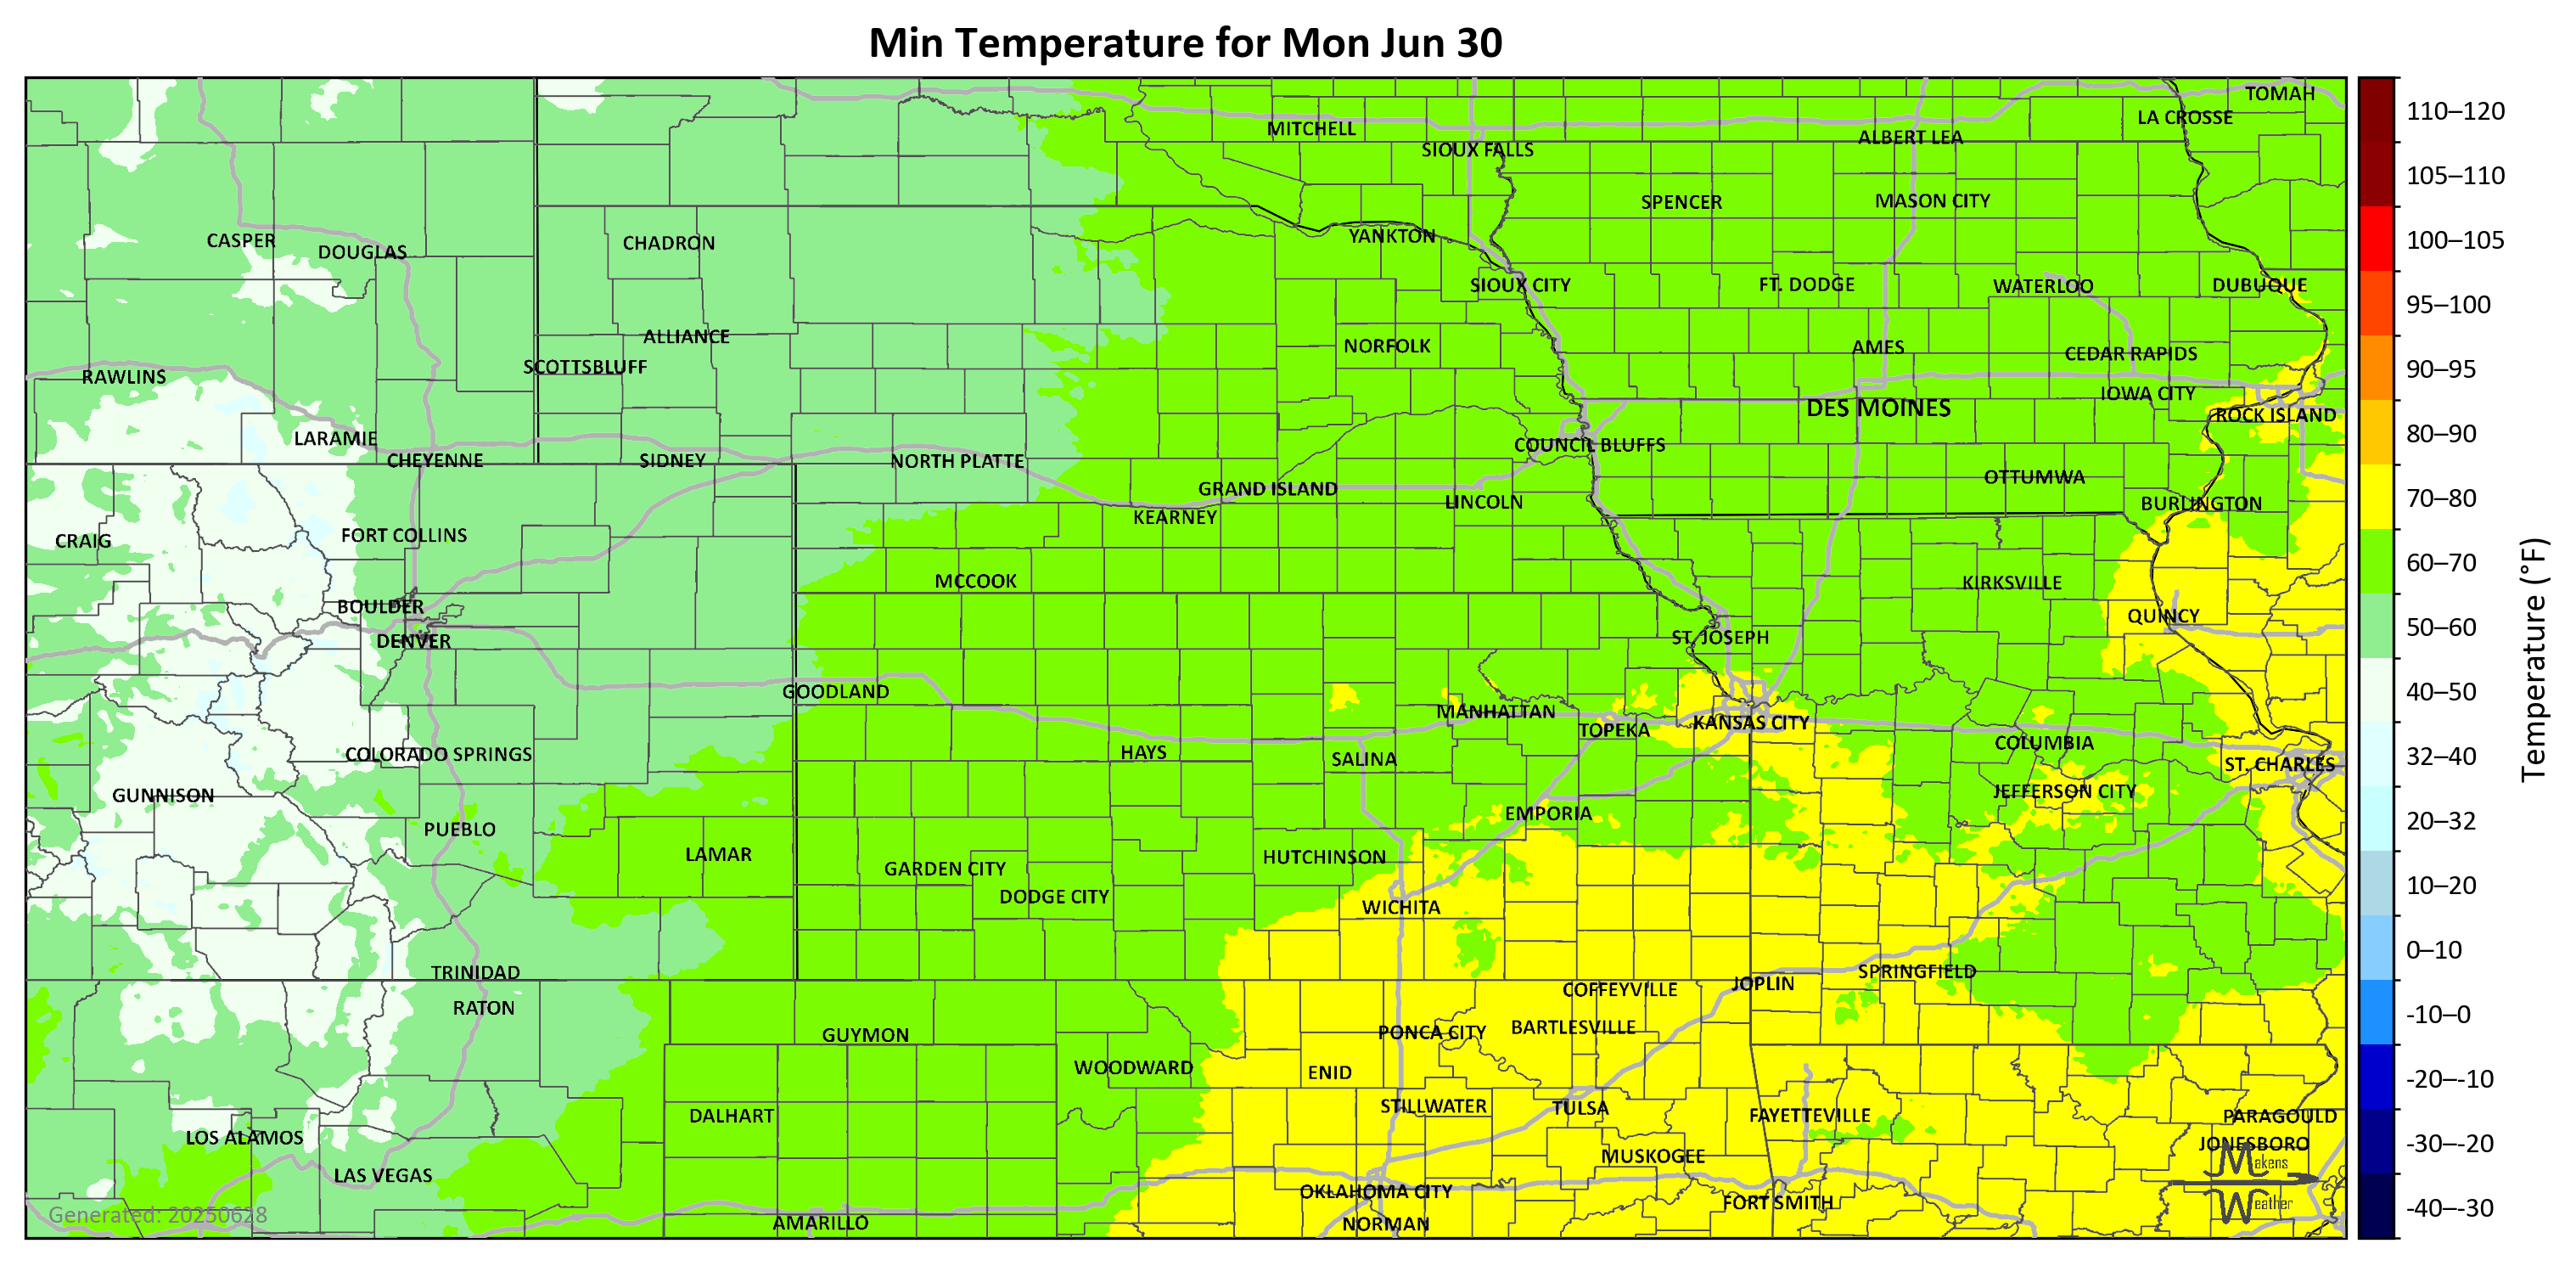 Min Temperature for Mon Jun 30
TOMAH
LA CROSSE
MITCHELL
ALBERT LEA
SIOUX FALLS
SPENCER
MASON CITY
CASPER
DOUGLAS
CHADRON
YANKTON
SIOUX CITY
FT. DODGE
WATERLOO
DUBUQUE
ALLIANCE
NORFOLK
AMES
CEDAR RAPIDS
SCOTTSBLUFF
RAWLINS
IOWA CITY
DES MOINES
ROCK ISLAND
LARAMIE
COUNCIL BLUFFS
CHEYENNE
SIDNEY
NORTH PLATTE
OTTUMWA
GRAND ISLAND
LINCOLN
BURLINGTON
KEARNEY
FORT COLLINS
CRAIG
MCCOOK
KIRKSVILLE
BOULDER
QUINCY
DENVER
ST. JOSEPH
GOODLAND
MANHATTAN
KANSAS CITY
TOPEKA
COLUMBIA
COLORADO SPRINGS
HAYS
SALINA
ST. CHARLES
GUNNISON
JEFFERSON CITY
EMPORIA
PUEBLO
LAMAR
HUTCHINSON
GARDEN CITY
DODGE CITY
WICHITA
TRINIDAD
SPRINGFIELD
JOPLIN
COFFEYVILLE
RATON
GUYMON
PONCA CITY
BARTLESVILLE
WOODWARD
ENID
STILLWATER
TULSA
DALHART
FAYETTEVILLE
PARAGOULD
LOS ALAMOS
JONESBORO
MUSKOGEE
LAS VEGAS
OKLAHOMA CITY
FORT SMITH
AMARILLO
NORMAN
Generated: 20250628
Makens
Weather
110–120
105–110
100–105
95–100
90–95
80–90
70–80
60–70
50–60
40–50
32–40
20–32
10–20
0–10
-10–0
-20–-10
-30–-20
-40–-30
Temperature (°F)